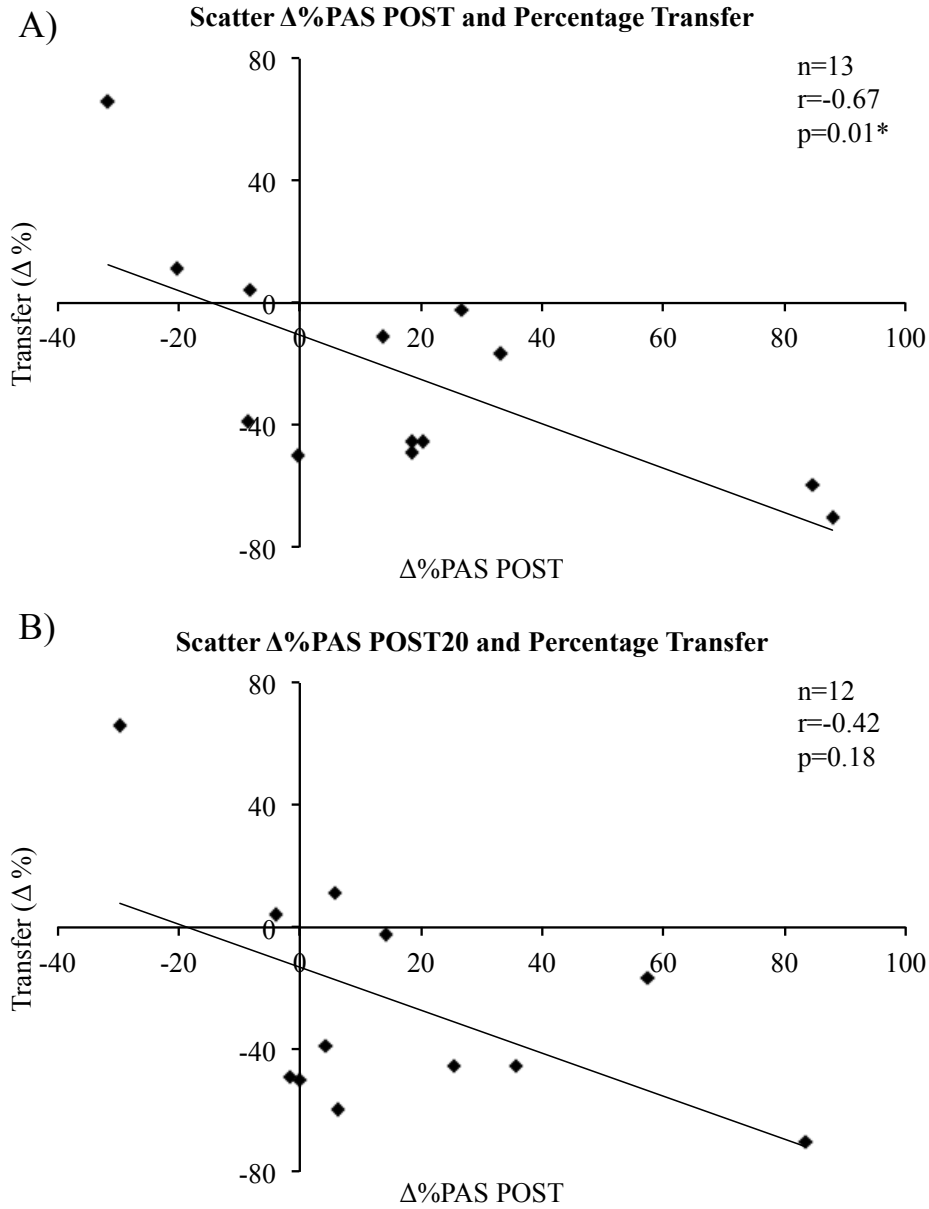 A)
Scatter Δ%PAS POST and Percentage Transfer
n=13
r=-0.67
p=0.01*
80
40
0
-40
-80
-40
-20
0
20
40
60
80
100
Transfer (Δ %)
Δ%PAS POST
B)
Scatter Δ%PAS POST20 and Percentage Transfer
n=12
r=-0.42
p=0.18
80
40
0
-40
-80
-40
-20
0
20
40
60
80
100
Transfer (Δ %)
Δ%PAS POST